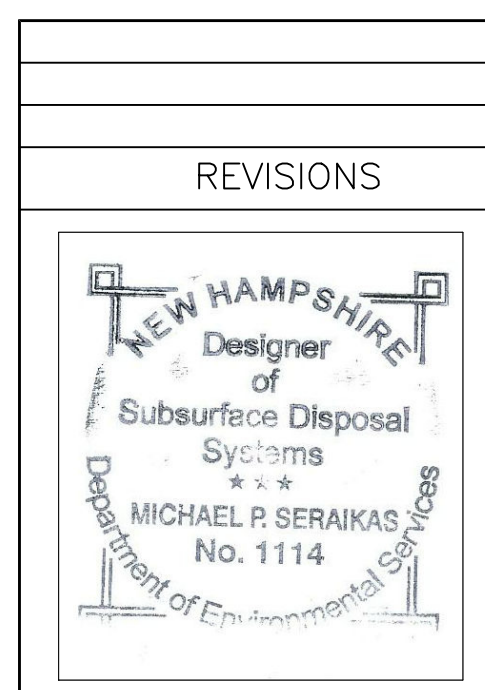 REVISIONS
NEW HAMPSHIRE
Designer
of
Subsurface Disposal
Systems
MICHAEL P. SERAIKAS
No. 1114
Department of Environmental Services